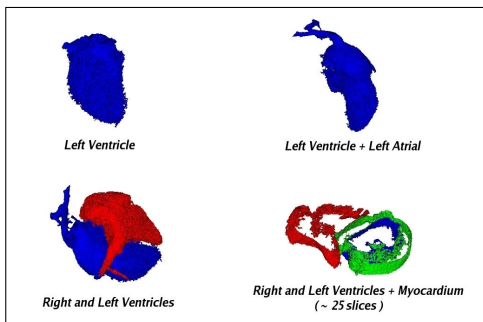 Left Ventricle
Left Ventricle + Left Atrial
Right and Left Ventricles
Right and Left Ventricles + Myocardium
( ~ 25 slices )